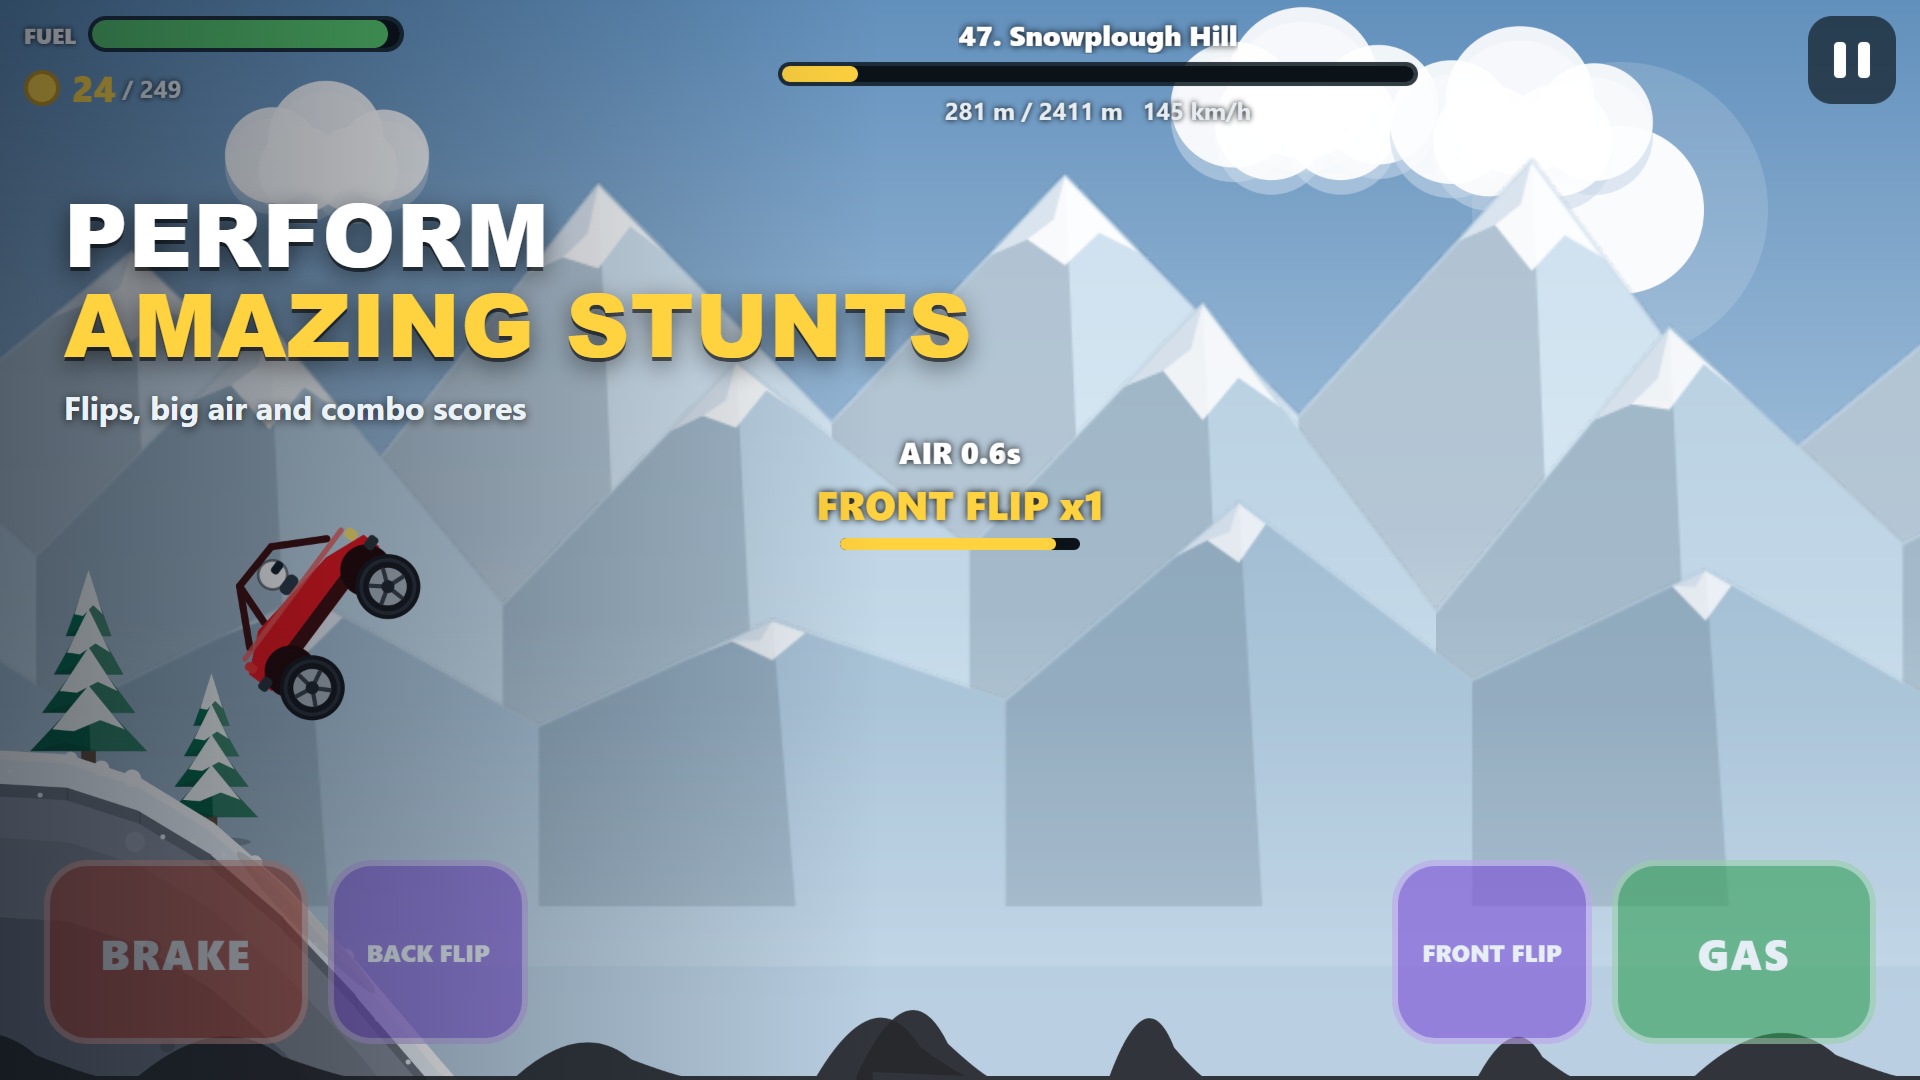 FUEL
24 / 249
47. Snowplough Hill
281 m / 2411 m 145 km/h
PERFORM
AMAZING STUNTS
Flips, big air and combo scores
AIR 0.6s
FRONT FLIP x1
BRAKE
BACK FLIP
FRONT FLIP
GAS